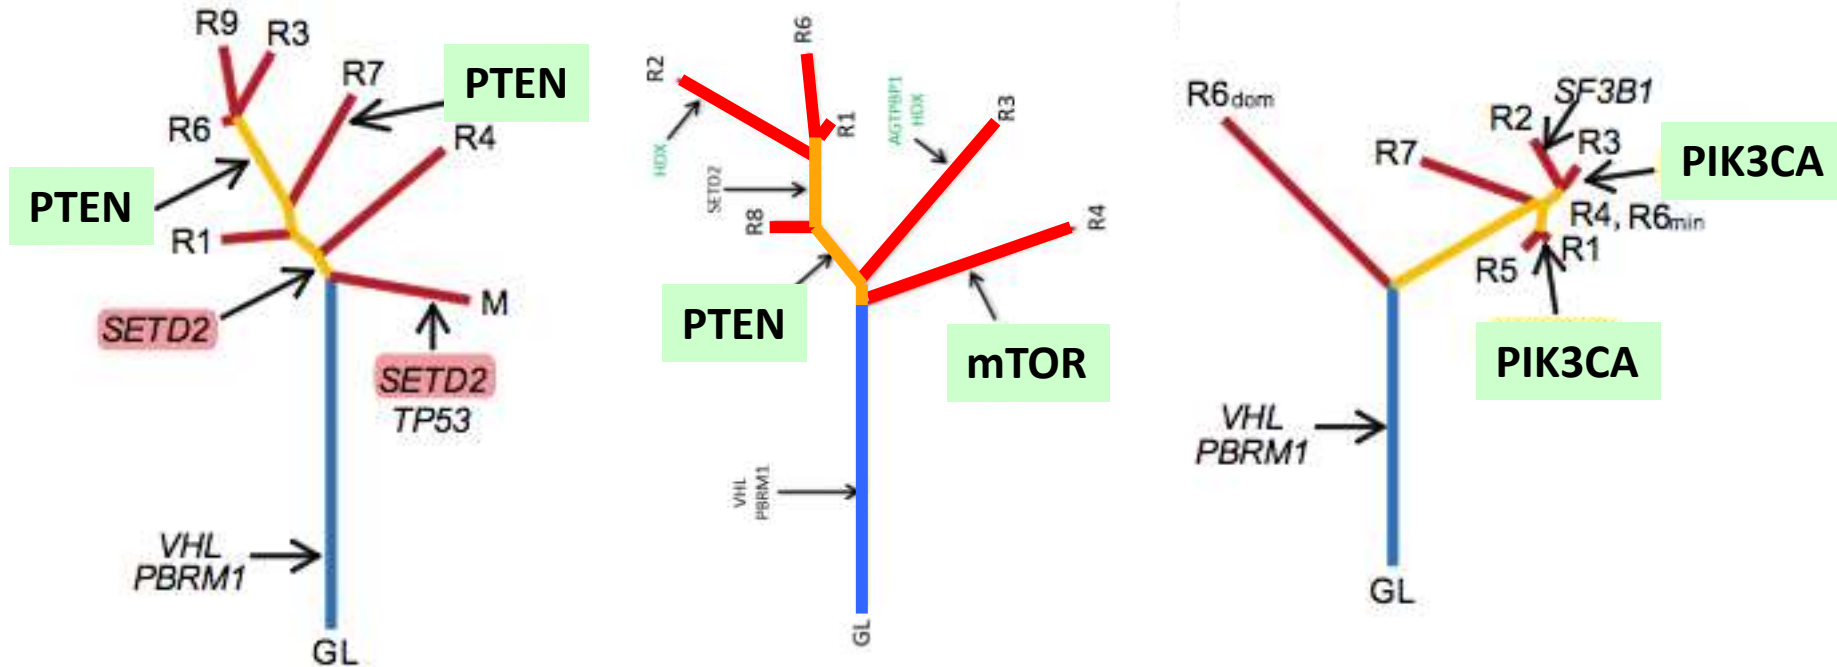 R9
R3
R7
PTEN
R6
R4
PTEN
R1
M
SETD2
SETD2
TP53
VHL
PBRM1
GL
R6
R2
R1
AGTPBP1
HDX
R3
HDX
SETD2
R8
R4
PTEN
mTOR
VHL
PBRM1
GL
R6dom
SF3B1
R2
R3
R7
PIK3CA
R4, R6min
R1
R5
PIK3CA
VHL
PBRM1
GL